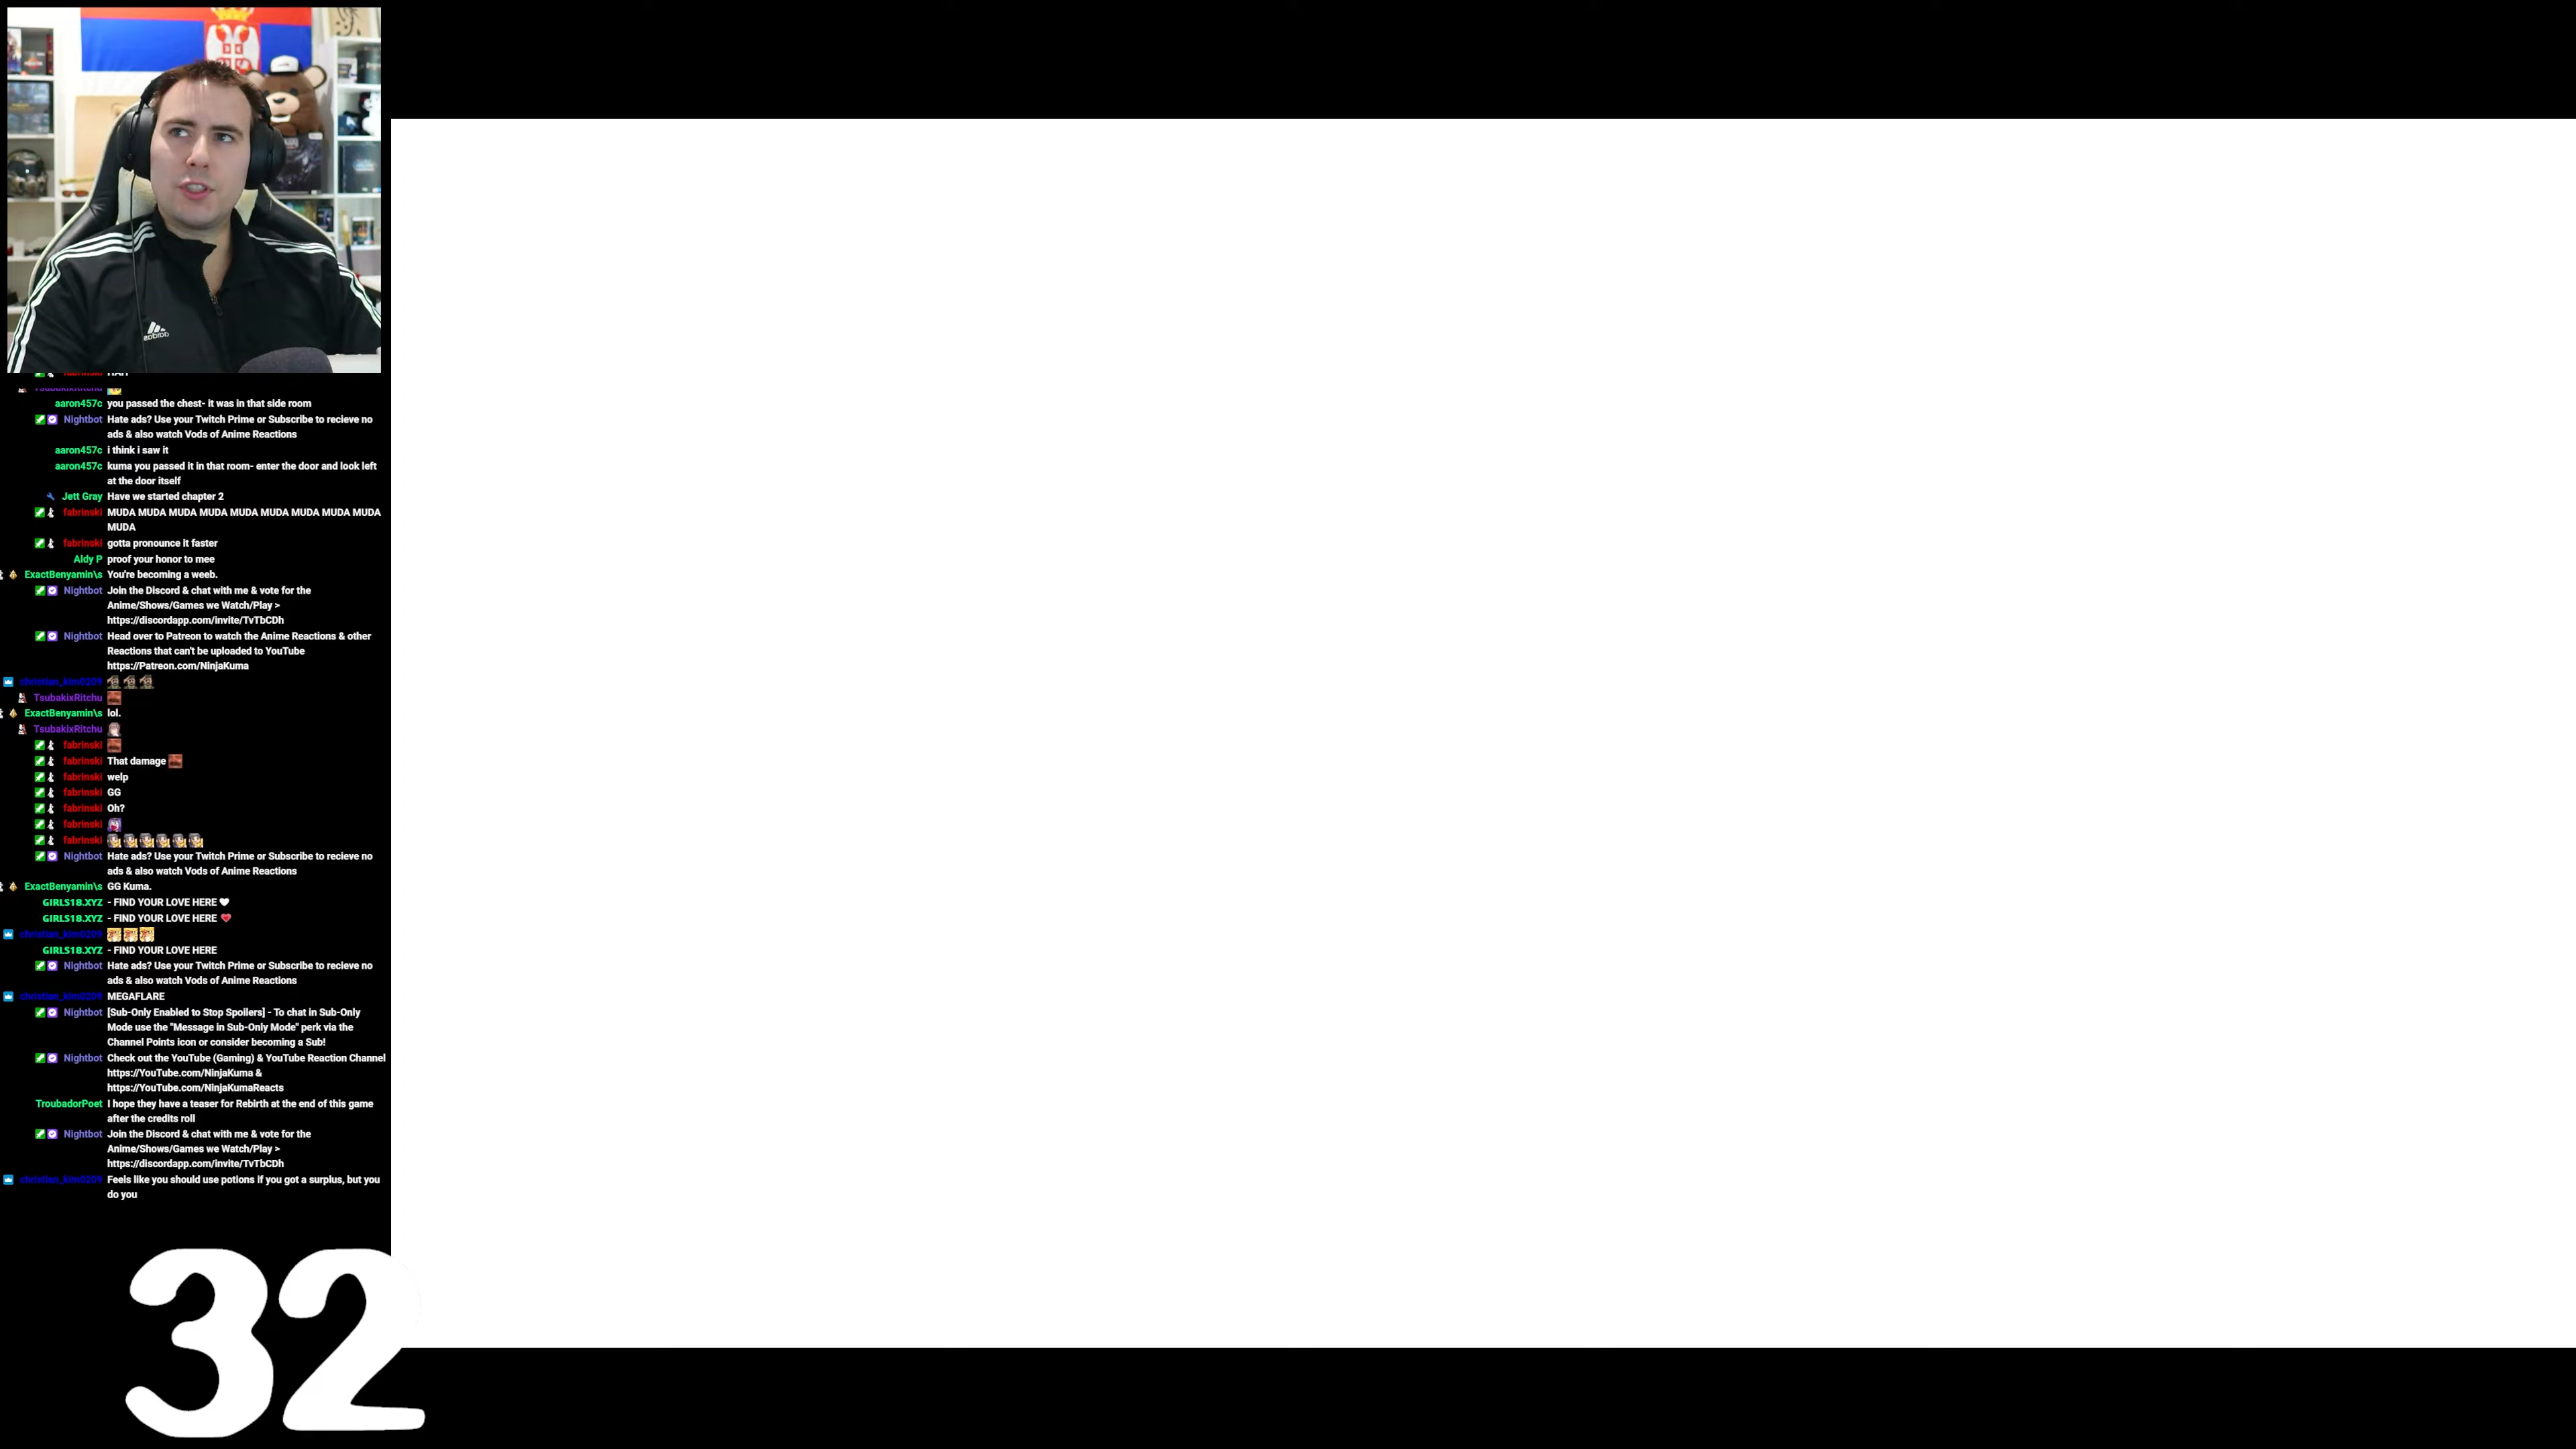 adidas
aaron457c you passed the chest- it was in that side room
Nightbot Hate ads? Use your Twitch Prime or Subscribe to recieve no
ads & also watch Vods of Anime Reactions
aaron457c i think i saw it
aaron457c kuma you passed it in that room- enter the door and look left
at the door itself
Jett Gray Have we started chapter 2
fabrinski MUDA MUDA MUDA MUDA MUDA MUDA MUDA MUDA MUDA
MUDA
fabrinski gotta pronounce it faster
Aldy P proof your honor to mee
ExactBenyamin\s You're becoming a weeb.
Nightbot Join the Discord & chat with me & vote for the
Anime/Shows/Games we Watch/Play >
https://discordapp.com/invite/TvTbCDh
Nightbot Head over to Patreon to watch the Anime Reactions & other
Reactions that can't be uploaded to YouTube
https://Patreon.com/NinjaKuma
christian_kim0209
TsubakixRitchu
ExactBenyamin\s lol.
TsubakixRitchu
fabrinski
fabrinski That damage
fabrinski welp
fabrinski GG
fabrinski Oh?
fabrinski
fabrinski
Nightbot Hate ads? Use your Twitch Prime or Subscribe to recieve no
ads & also watch Vods of Anime Reactions
ExactBenyamin\s GG Kuma.
GIRLS18.XYZ - FIND YOUR LOVE HERE
GIRLS18.XYZ - FIND YOUR LOVE HERE
christian_kim0209
GIRLS18.XYZ - FIND YOUR LOVE HERE
Nightbot Hate ads? Use your Twitch Prime or Subscribe to recieve no
ads & also watch Vods of Anime Reactions
christian_kim0209 MEGAFLARE
Nightbot [Sub-Only Enabled to Stop Spoilers] - To chat in Sub-Only
Mode use the "Message in Sub-Only Mode" perk via the
Channel Points icon or consider becoming a Sub!
Nightbot Check out the YouTube (Gaming) & YouTube Reaction Channel
https://YouTube.com/NinjaKuma &
https://YouTube.com/NinjaKumaReacts
TroubadorPoet I hope they have a teaser for Rebirth at the end of this game
after the credits roll
Nightbot Join the Discord & chat with me & vote for the
Anime/Shows/Games we Watch/Play >
https://discordapp.com/invite/TvTbCDh
christian_kim0209 Feels like you should use potions if you got a surplus, but you
do you
32